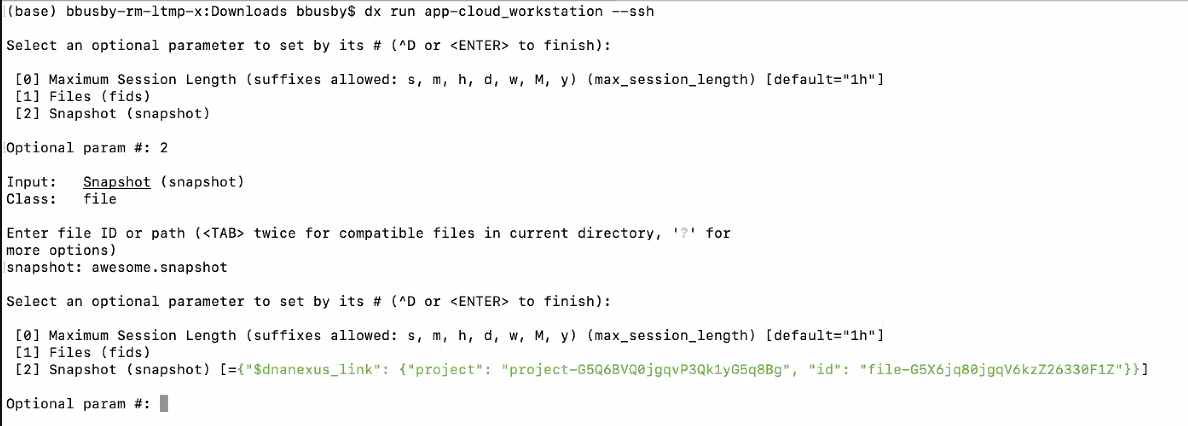 (base) bbusby-rm-ltmp-x:Downloads bbusby$ dx run app-cloud_workstation --ssh
Select an optional parameter to set by its # (^D or <ENTER> to finish):
[0] Maximum Session Length (suffixes allowed: s, m, h, d, w, M, y) (max_session_length) [default="1h"]
[1] Files (fids)
[2] Snapshot (snapshot)
Optional param #: 2
Input:   Snapshot (snapshot)
Class:   file
Enter file ID or path (<TAB> twice for compatible files in current directory, '?' for
more options)
snapshot: awesome.snapshot
Select an optional parameter to set by its # (^D or <ENTER> to finish):
[0] Maximum Session Length (suffixes allowed: s, m, h, d, w, M, y) (max_session_length) [default="1h"]
[1] Files (fids)
[2] Snapshot (snapshot) [={"$dnanexus_link": {"project": "project-G5Q6BVQ0jgqvP3Qk1yG5q8Bg", "id": "file-G5X6jq80jgqV6kzZ26330F1Z"}}]
Optional param #: